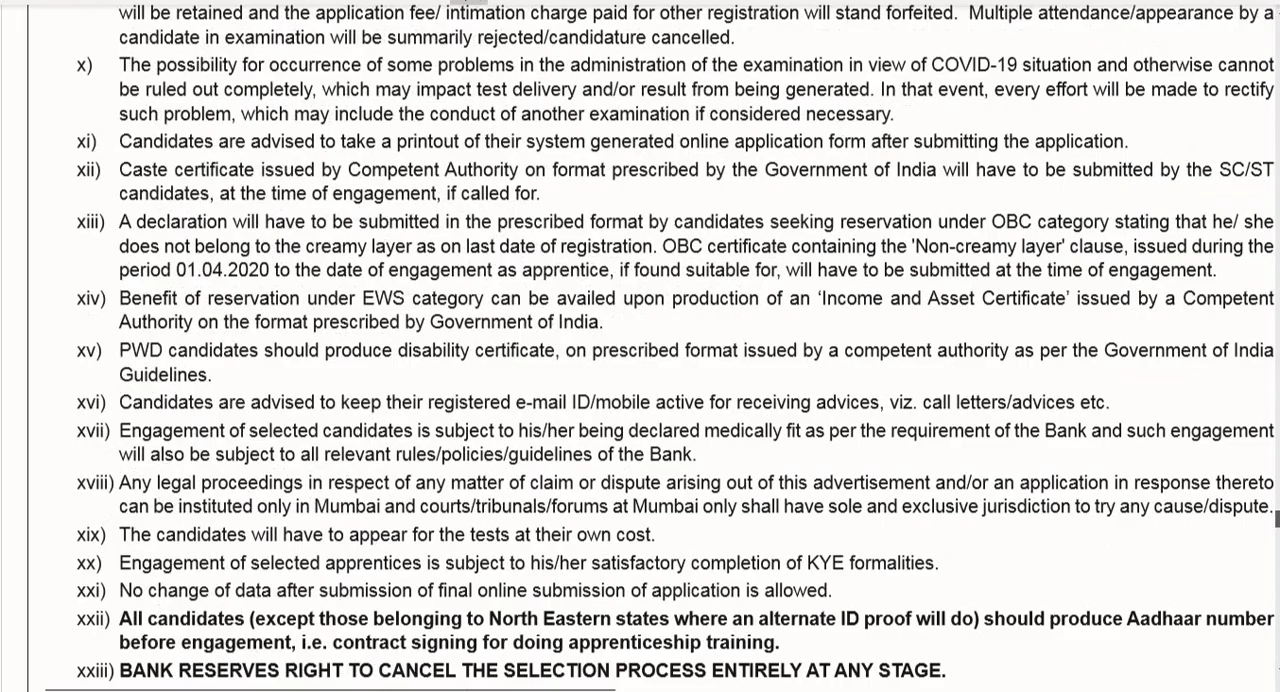 will be retained and the application fee/ intimation charge paid for other registration will stand forfeited. Multiple attendance/appearance by a
candidate in examination will be summarily rejected/candidature cancelled.
x) The possibility for occurrence of some problems in the administration of the examination in view of COVID-19 situation and otherwise cannot
be ruled out completely, which may impact test delivery and/or result from being generated. In that event, every effort will be made to rectify
such problem, which may include the conduct of another examination if considered necessary.
xi) Candidates are advised to take a printout of their system generated online application form after submitting the application.
xii) Caste certificate issued by Competent Authority on format prescribed by the Government of India will have to be submitted by the SC/ST
candidates, at the time of engagement, if called for.
xiii) A declaration will have to be submitted in the prescribed format by candidates seeking reservation under OBC category stating that he/ she
does not belong to the creamy layer as on last date of registration. OBC certificate containing the 'Non-creamy layer' clause, issued during the
period 01.04.2020 to the date of engagement as apprentice, if found suitable for, will have to be submitted at the time of engagement.
xiv) Benefit of reservation under EWS category can be availed upon production of an ‘Income and Asset Certificate’ issued by a Competent
Authority on the format prescribed by Government of India.
xv) PWD candidates should produce disability certificate, on prescribed format issued by a competent authority as per the Government of India
Guidelines.
xvi) Candidates are advised to keep their registered e-mail ID/mobile active for receiving advices, viz. call letters/advices etc.
xvii) Engagement of selected candidates is subject to his/her being declared medically fit as per the requirement of the Bank and such engagement
will also be subject to all relevant rules/policies/guidelines of the Bank.
xviii) Any legal proceedings in respect of any matter of claim or dispute arising out of this advertisement and/or an application in response thereto
can be instituted only in Mumbai and courts/tribunals/forums at Mumbai only shall have sole and exclusive jurisdiction to try any cause/dispute.
xix) The candidates will have to appear for the tests at their own cost.
xx) Engagement of selected apprentices is subject to his/her satisfactory completion of KYE formalities.
xxi) No change of data after submission of final online submission of application is allowed.
xxii) All candidates (except those belonging to North Eastern states where an alternate ID proof will do) should produce Aadhaar number
before engagement, i.e. contract signing for doing apprenticeship training.
xxiii) BANK RESERVES RIGHT TO CANCEL THE SELECTION PROCESS ENTIRELY AT ANY STAGE.